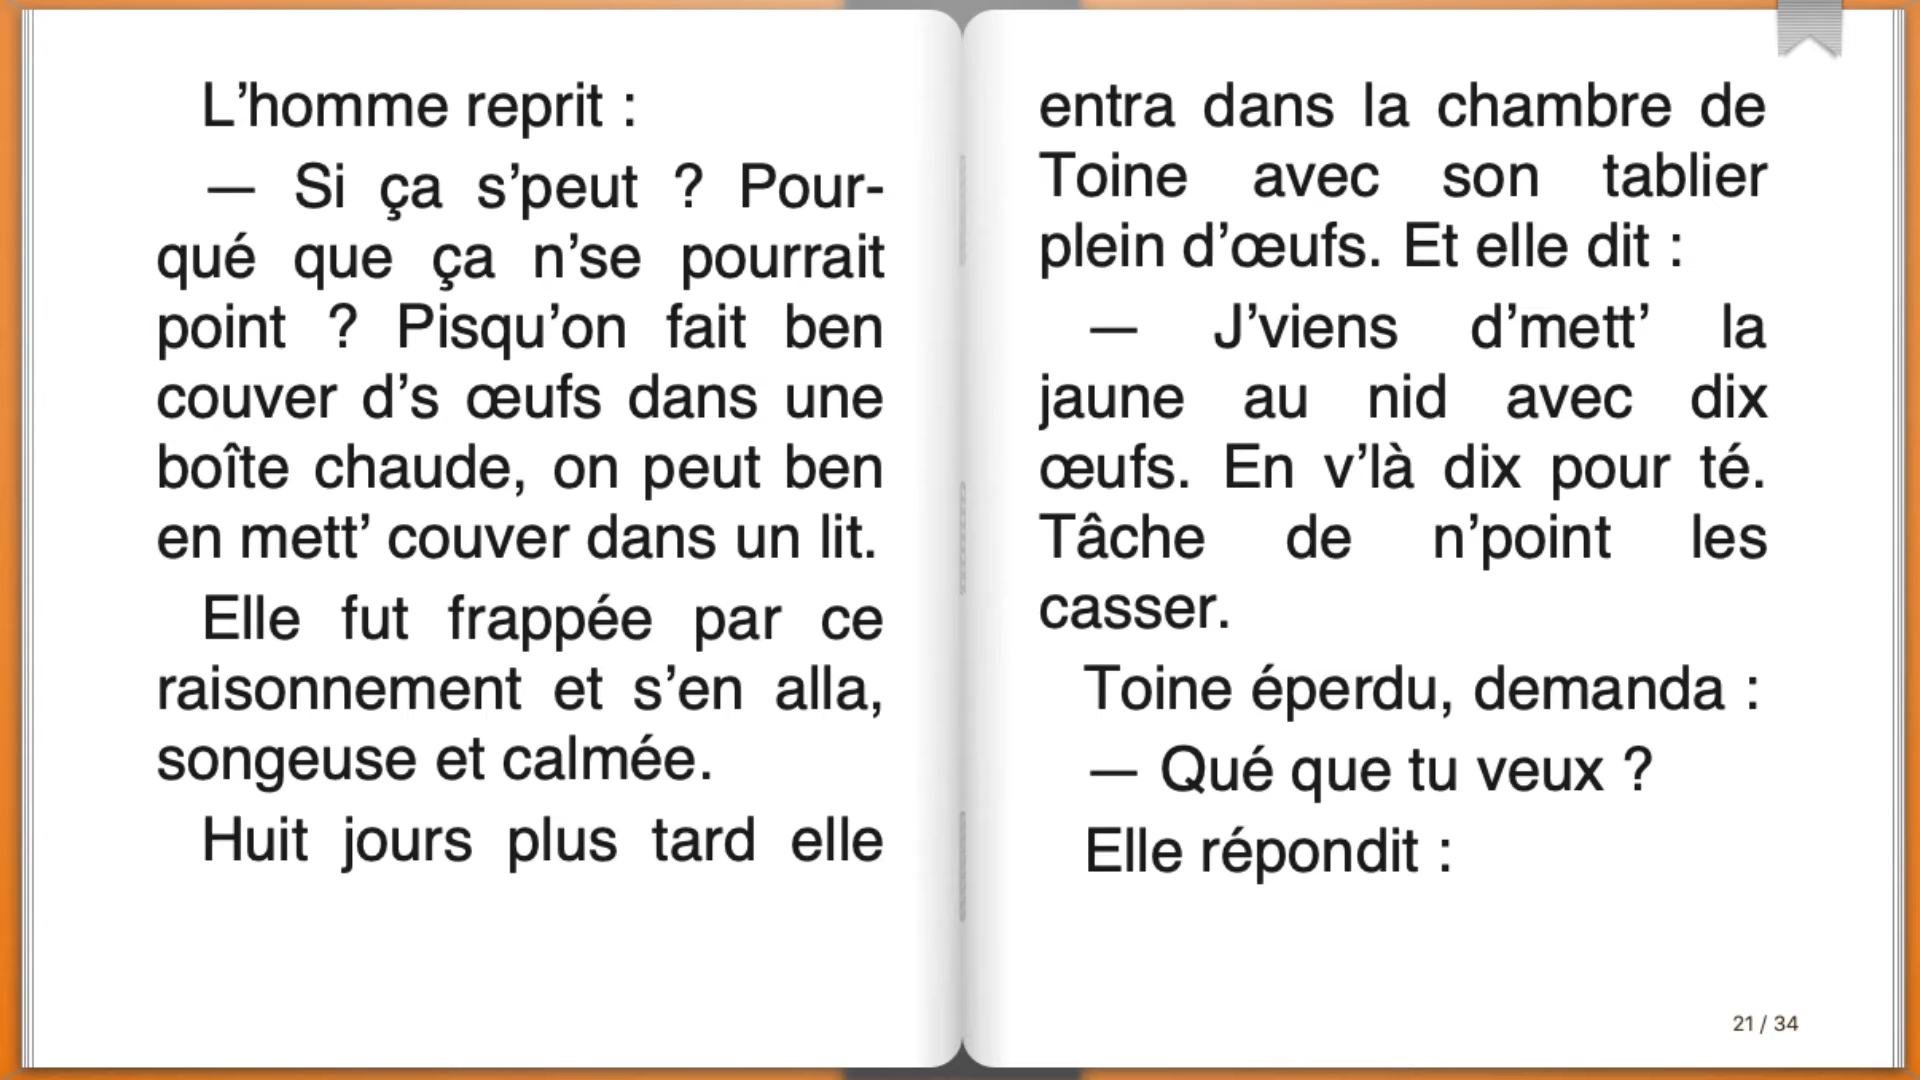 L’homme reprit :
— Si ça s’peut ? Pour-
qué que ça n’se pourrait
point ? Pisqu’on fait ben
couver d’s œufs dans une
boîte chaude, on peut ben
en mett’ couver dans un lit.
Elle fut frappée par ce
raisonnement et s’en alla,
songeuse et calmée.
Huit jours plus tard elle
entra dans la chambre de
Toine avec son tablier
plein d’œufs. Et elle dit :
— J’viens d’mett’ la
jaune au nid avec dix
œufs. En v’là dix pour té.
Tâche de n’point les
casser.
Toine éperdu, demanda :
— Qué que tu veux ?
Elle répondit :
21 / 34